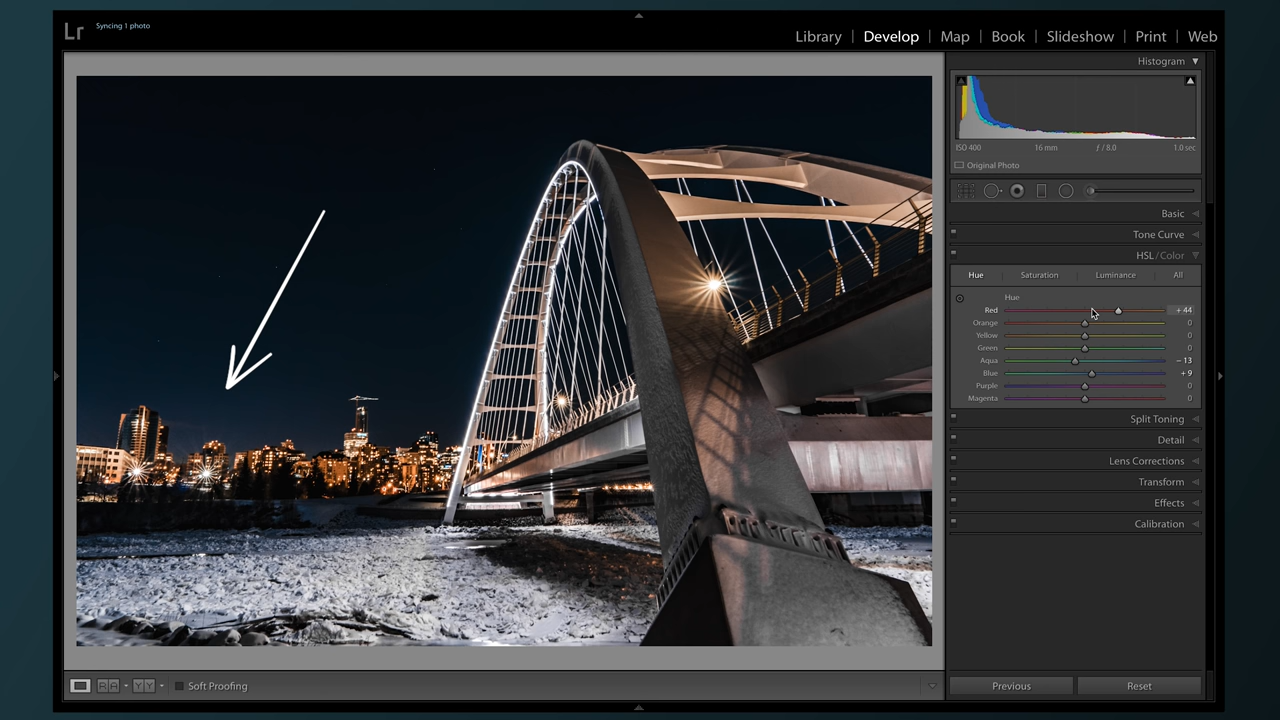 Lr Syncing 1 photo
Library | Develop | Map | Book | Slideshow | Print | Web
Histogram
ISO 400 16 mm ƒ / 8.0 1.0 sec
Original Photo
Basic
Tone Curve
HSL / Color
Hue Saturation Luminance All
Hue
Red + 44
Orange 0
Yellow 0
Green 0
Aqua − 13
Blue + 9
Purple 0
Magenta 0
Split Toning
Detail
Lens Corrections
Transform
Effects
Calibration
R A Y Y Soft Proofing
Previous Reset